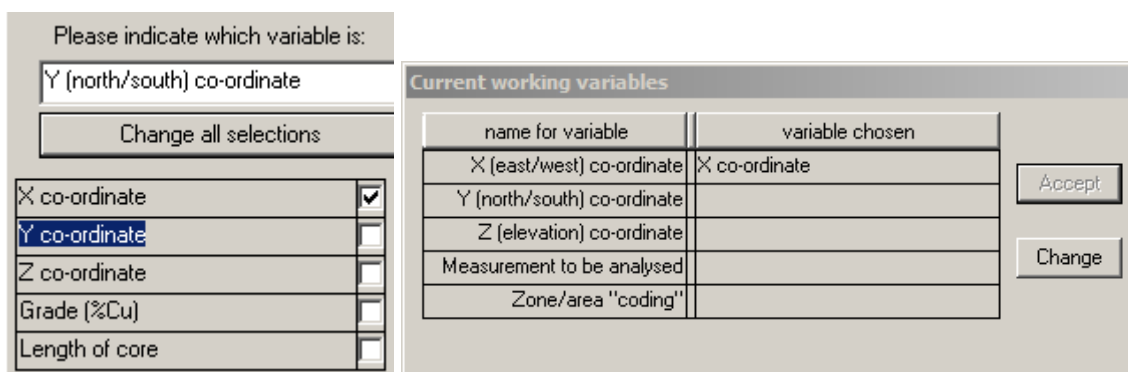 Please indicate which variable is:
Y (north/south) co-ordinate
Change all selections
X co-ordinate
Y co-ordinate
Z co-ordinate
Grade (%Cu)
Length of core
Current working variables
name for variable variable chosen
X (east/west) co-ordinate X co-ordinate
Y (north/south) co-ordinate
Z (elevation) co-ordinate
Measurement to be analysed
Zone/area "coding"
Accept
Change